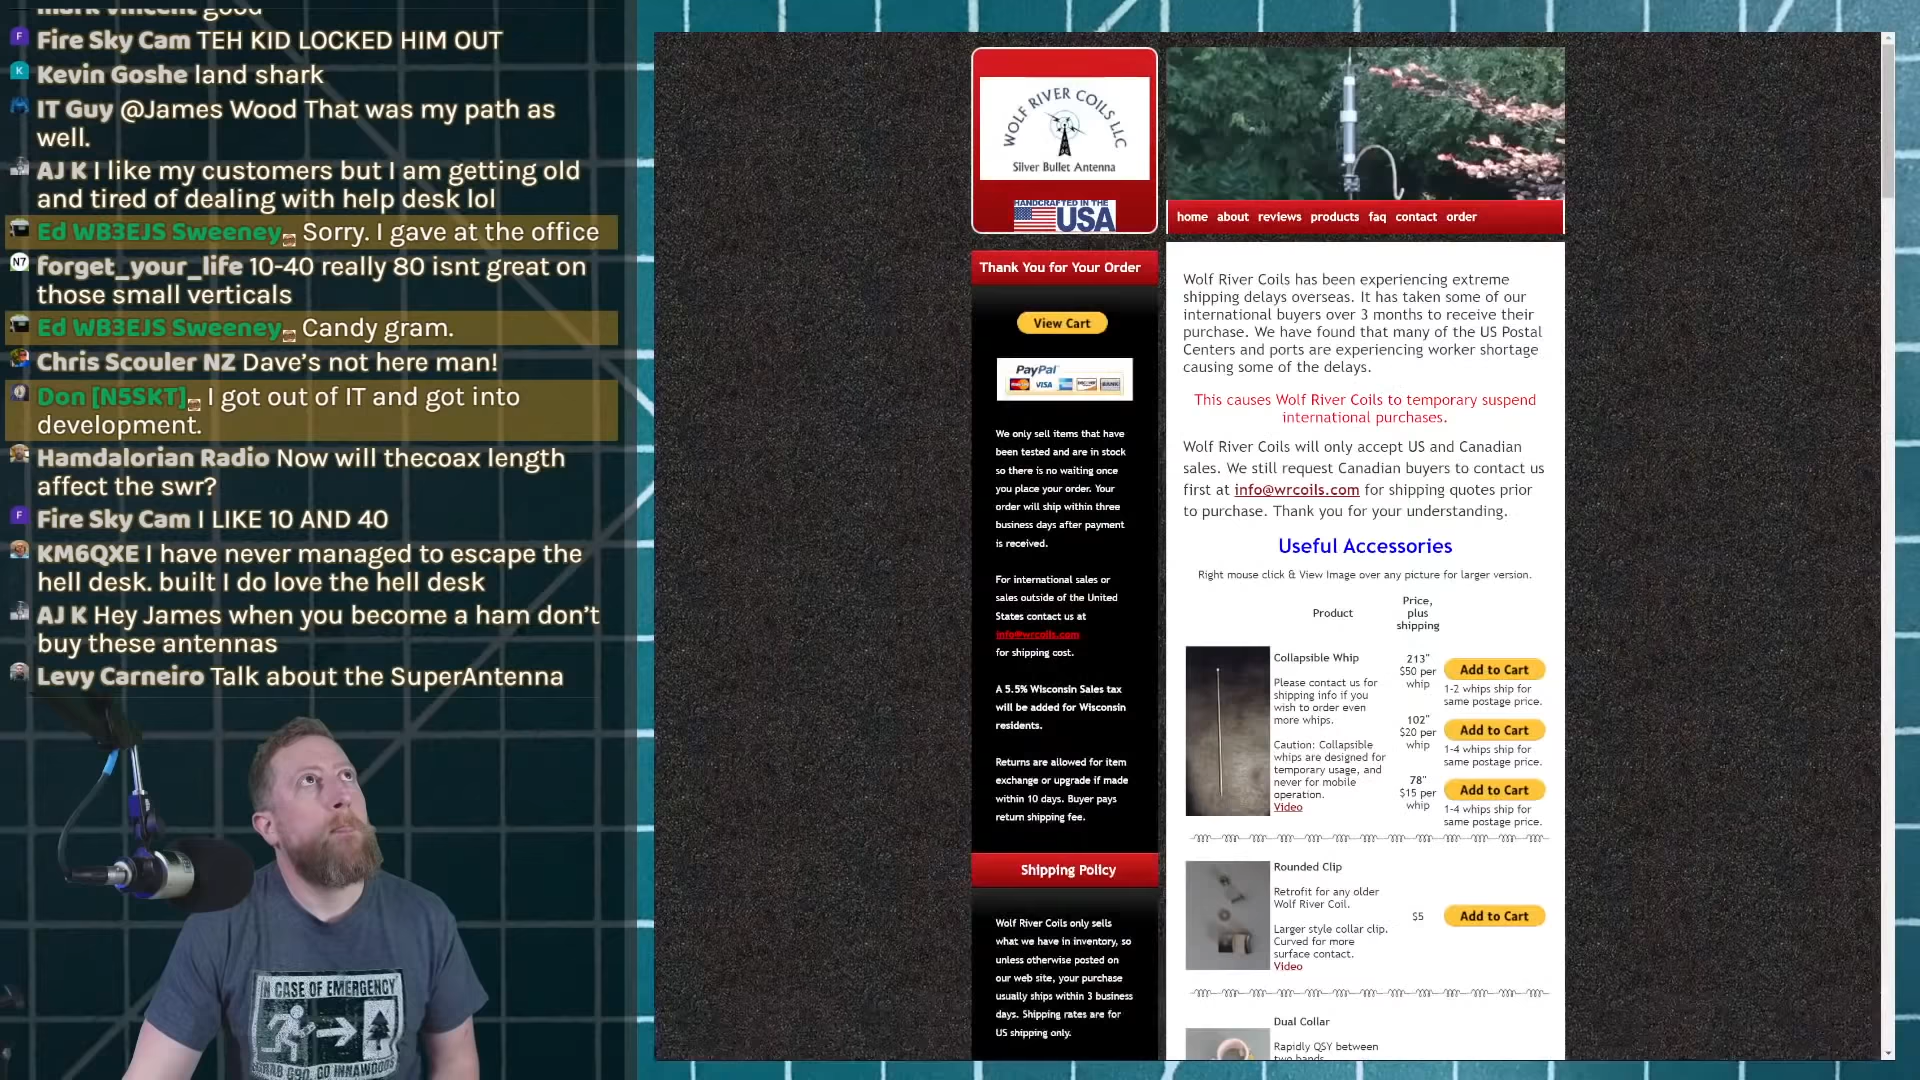 Mark Vincent good
Fire Sky Cam TEH KID LOCKED HIM OUT
Kevin Goshe land shark
IT Guy @James Wood That was my path as
well.
AJ K I like my customers but I am getting old
and tired of dealing with help desk lol
Ed WB3EJS Sweeney Sorry. I gave at the office
forget_your_life 10-40 really 80 isnt great on
those small verticals
Ed WB3EJS Sweeney Candy gram.
Chris Scouler NZ Dave’s not here man!
Don [N5SKT] I got out of IT and got into
development.
Hamdalorian Radio Now will thecoax length
affect the swr?
Fire Sky Cam I LIKE 10 AND 40
KM6QXE I have never managed to escape the
hell desk. built I do love the hell desk
AJ K Hey James when you become a ham don’t
buy these antennas
Levy Carneiro Talk about the SuperAntenna
IN CASE OF EMERGENCY
GRAB G90, GO INNAWOODS
WOLF RIVER COILS LLC
Silver Bullet Antenna
HANDCRAFTED IN THE
USA
home about reviews products faq contact order
Thank You for Your Order
View Cart
PayPal
VISA
BANK
We only sell items that have
been tested and are in stock
so there is no waiting once
you place your order. Your
order will ship within three
business days after payment
is received.
For international sales or
sales outside of the United
States contact us at
info@wrcoils.com
for shipping cost.
A 5.5% Wisconsin Sales tax
will be added for Wisconsin
residents.
Returns are allowed for item
exchange or upgrade if made
within 10 days. Buyer pays
return shipping fee.
Shipping Policy
Wolf River Coils only sells
what we have in inventory, so
unless otherwise posted on
our web site, your purchase
usually ships within 3 business
days. Shipping rates are for
US shipping only.
Wolf River Coils has been experiencing extreme
shipping delays overseas. It has taken some of our
international buyers over 3 months to receive their
purchase. We have found that many of the US Postal
Centers and ports are experiencing worker shortage
causing some of the delays.
This causes Wolf River Coils to temporary suspend
international purchases.
Wolf River Coils will only accept US and Canadian
sales. We still request Canadian buyers to contact us
first at info@wrcoils.com for shipping quotes prior
to purchase. Thank you for your understanding.
Useful Accessories
Right mouse click & View Image over any picture for larger version.
Product
Price,
plus
shipping
Collapsible Whip
Please contact us for
shipping info if you
wish to order even
more whips.
Caution: Collapsible
whips are designed for
temporary usage, and
never for mobile
operation.
Video
213"
$50 per
whip
Add to Cart
1-2 whips ship for
same postage price.
102"
$20 per
whip
Add to Cart
1-4 whips ship for
same postage price.
78"
$15 per
whip
Add to Cart
1-4 whips ship for
same postage price.
Rounded Clip
Retrofit for any older
Wolf River Coil.
Larger style collar clip.
Curved for more
surface contact.
Video
$5
Add to Cart
Dual Collar
Rapidly QSY between
two bands